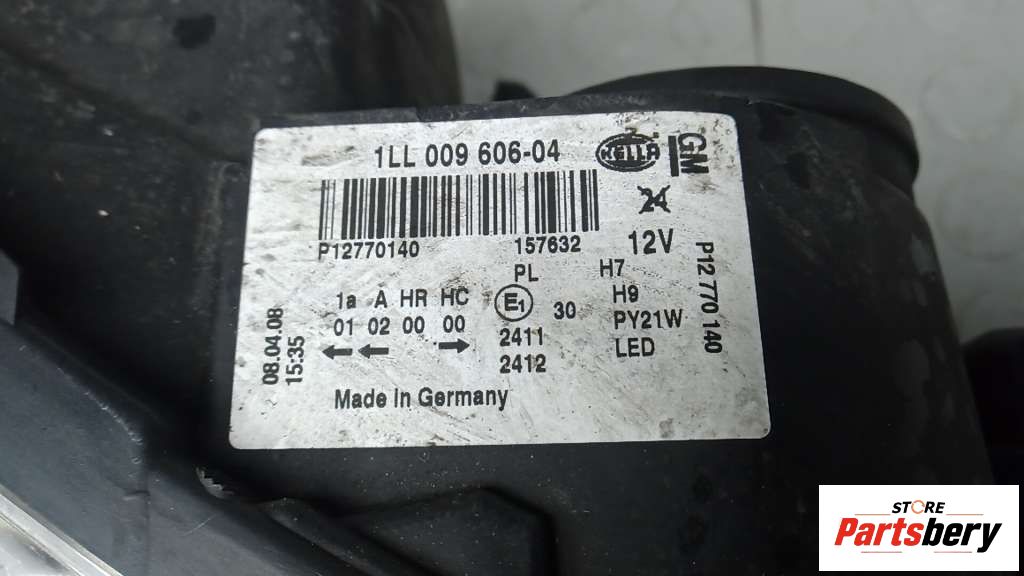 1LL 009 606-04
HELLA
GM
P12770140
157632
24
12V
1a A HR HC
01 02 00 00
← ← →
PL
E1
30
2411
2412
H7
H9
PY21W
LED
P12 770 140
08.04.08
15:35
Made in Germany
STORE
Partsbery